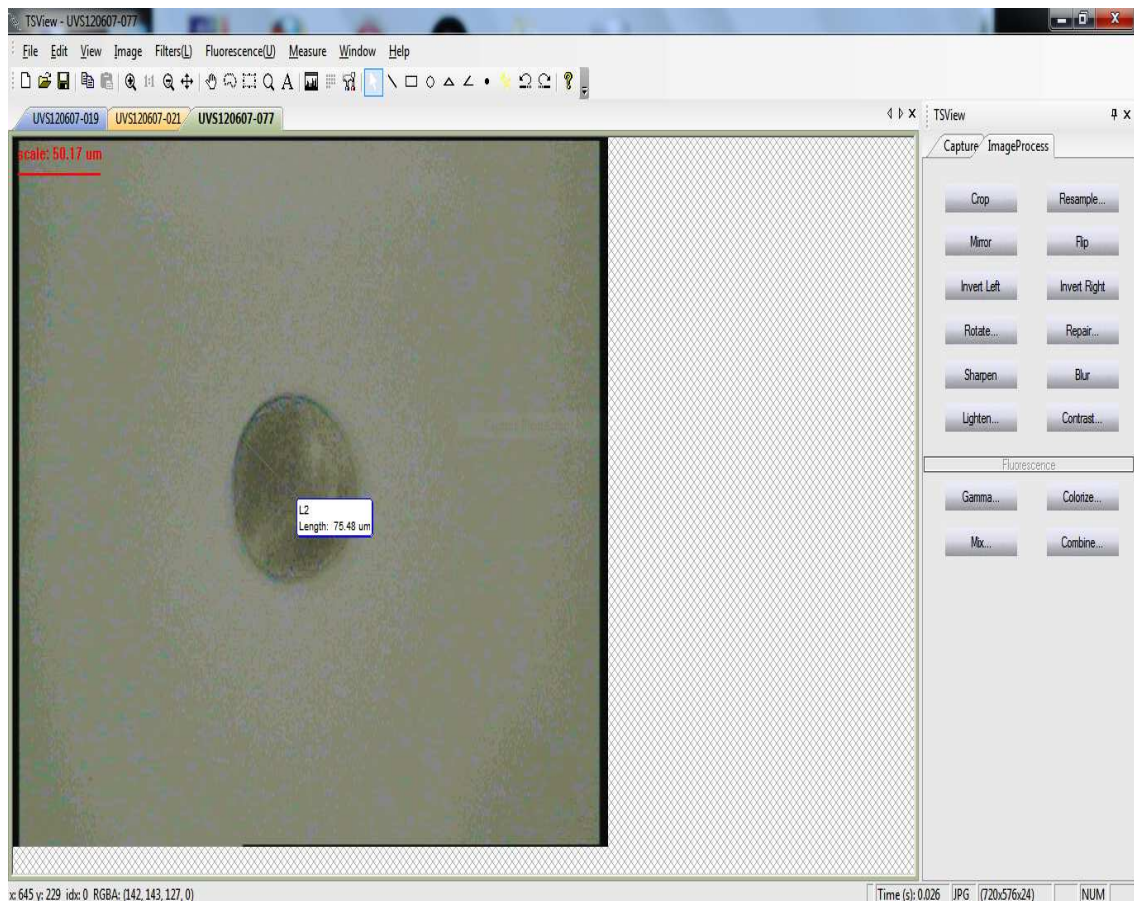 TSView - UVS120607-077
File Edit View Image Filters(L) Fluorescence(U) Measure Window Help
1:1 A ?
UVS120607-019 UVS120607-021 UVS120607-077
TSView
Capture ImageProcess
scale: 50.17 um
Crop Resample...
Mirror Flip
Invert Left Invert Right
Rotate... Repair...
Sharpen Blur
Lighten... Contrast...
Fluorescence
Gamma... Colorize...
Mix... Combine...
L2
Length: 75.48 um
x: 645 y: 229 idx: 0 RGBA: (142, 143, 127, 0)
Time (s): 0.026 JPG (720x576x24) NUM